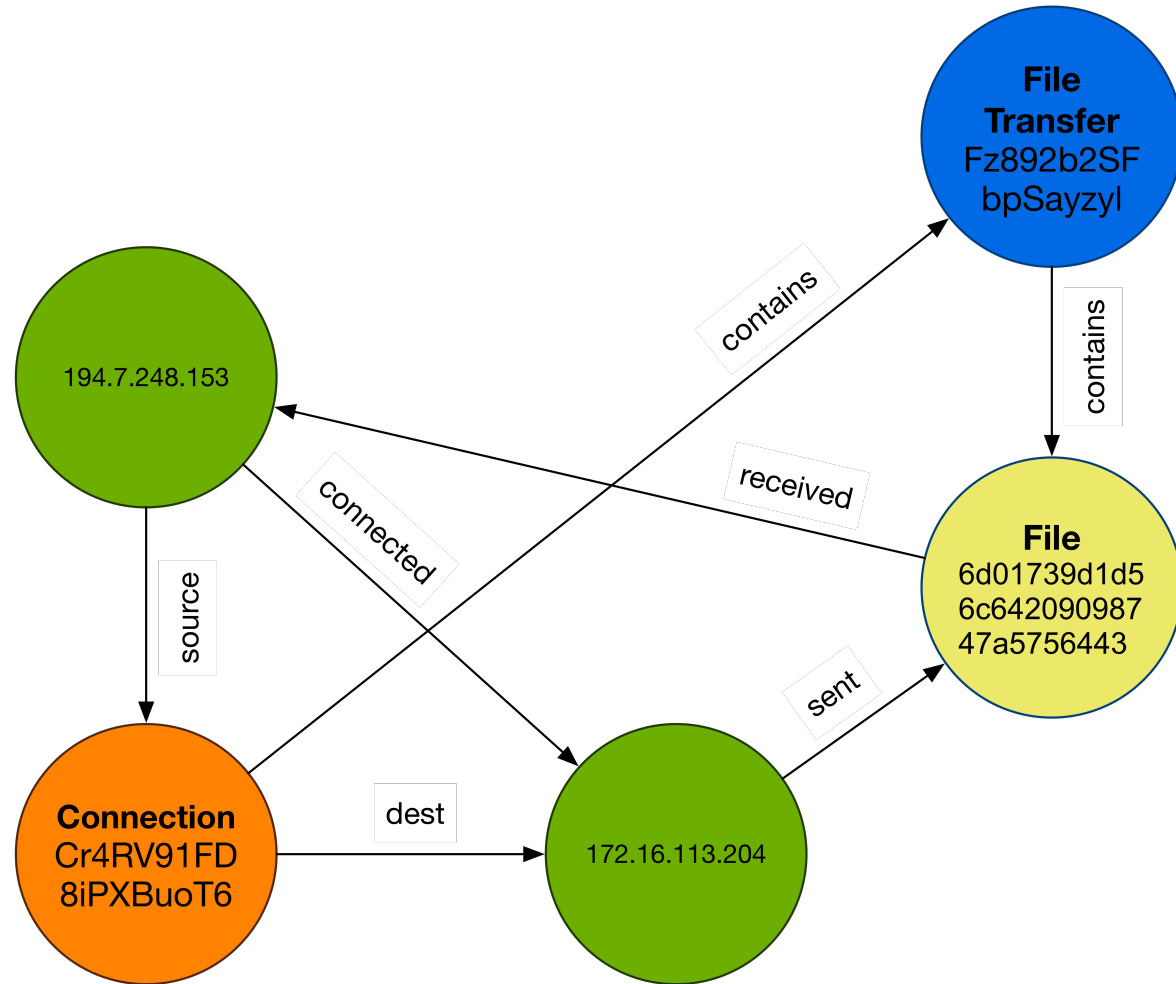 File
Transfer
Fz892b2SF
bpSayzyl
contains
contains
194.7.248.153
received
connected
File
6d01739d1d5
6c642090987
47a5756443
source
sent
Connection
Cr4RV91FD
8iPXBuoT6
dest
172.16.113.204